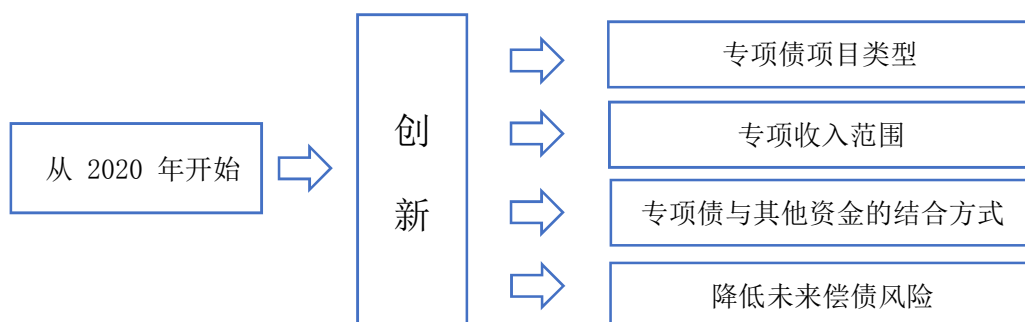 从 2020 年开始
创
新
专项债项目类型
专项收入范围
专项债与其他资金的结合方式
降低未来偿债风险